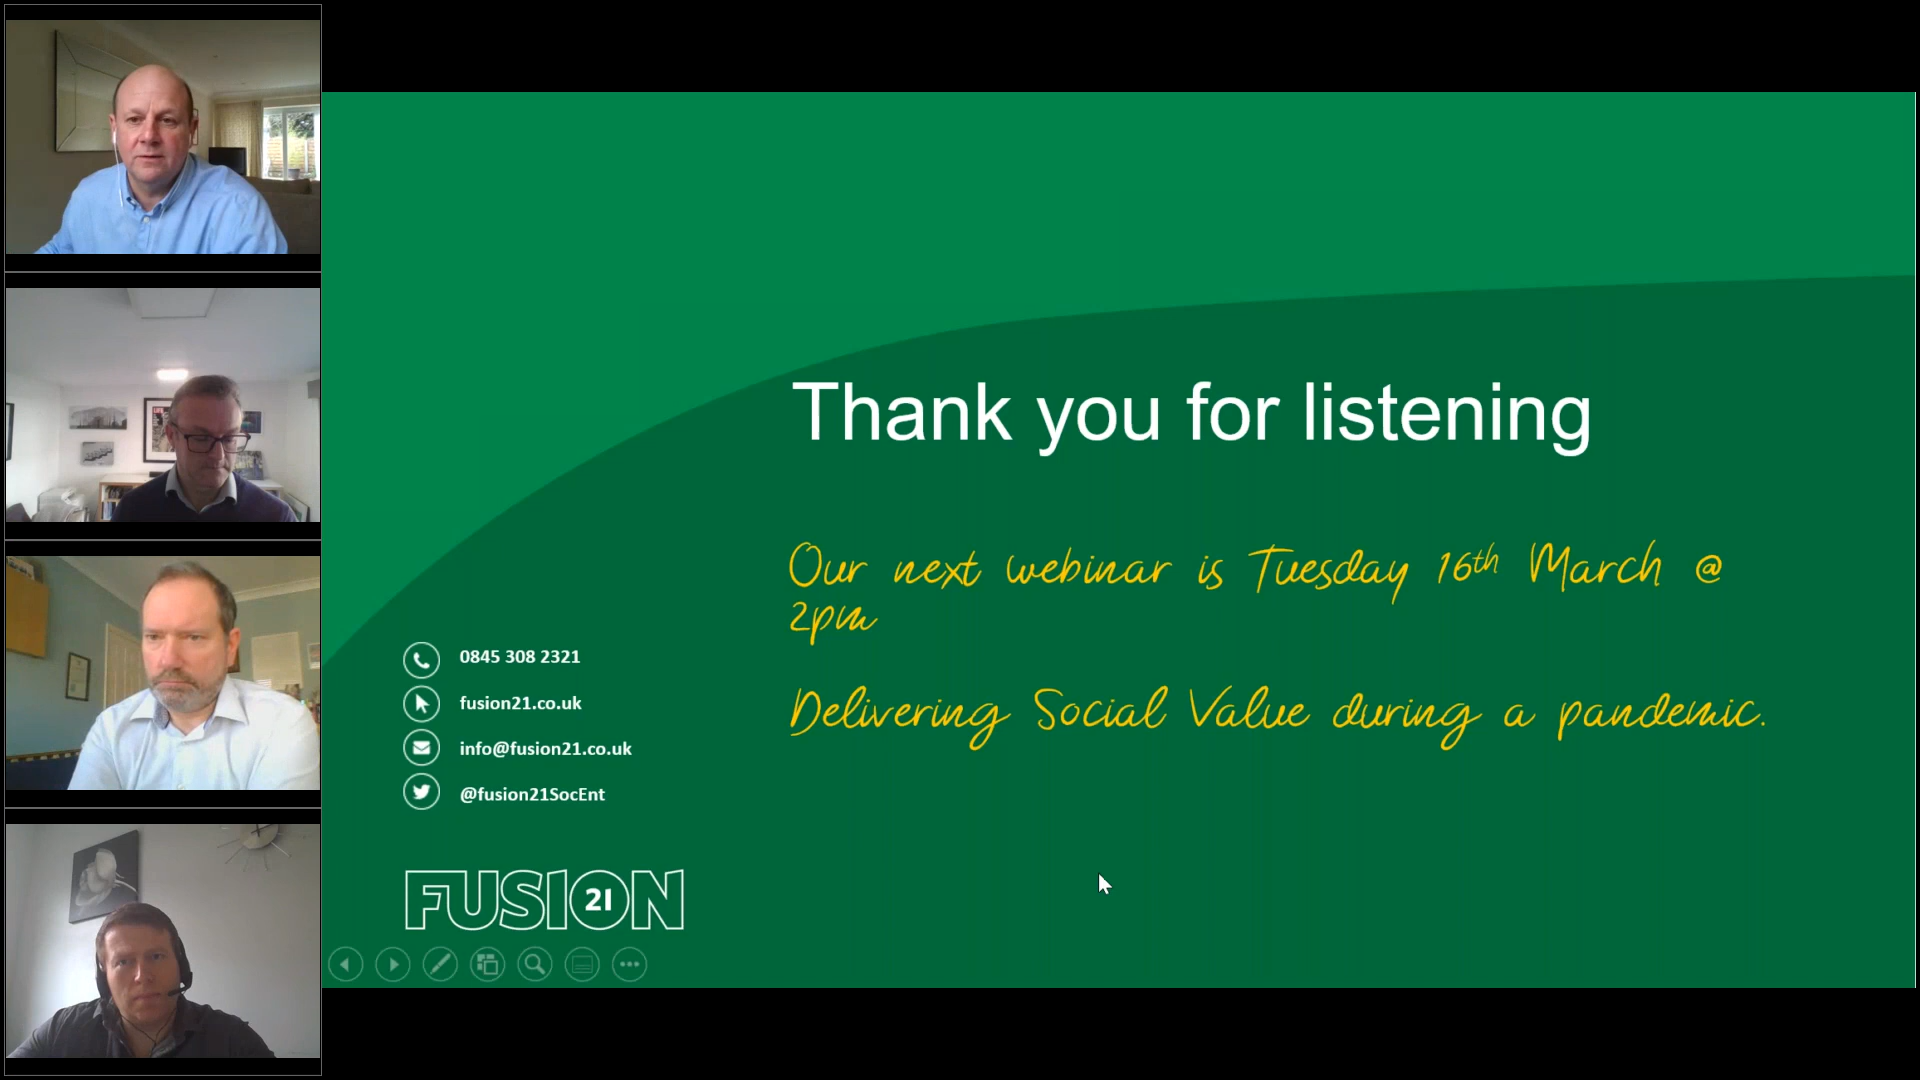 Thank you for listening
Our next webinar is Tuesday 16th March @
2pm
Delivering Social Value during a pandemic.
0845 308 2321
fusion21.co.uk
info@fusion21.co.uk
@fusion21SocEnt
FUSION 21